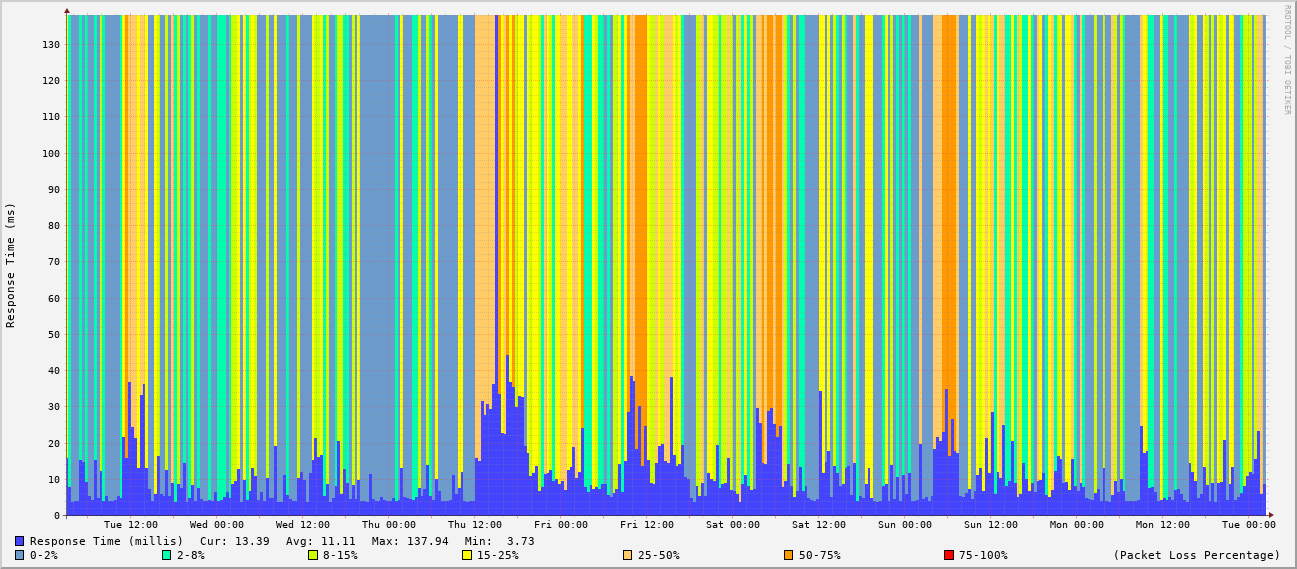 RRDTOOL / TOBI OETIKER
Response Time (ms)
130
120
110
100
90
80
70
60
50
40
30
20
10
0
Tue 12:00 Wed 00:00 Wed 12:00 Thu 00:00 Thu 12:00 Fri 00:00 Fri 12:00 Sat 00:00 Sat 12:00 Sun 00:00 Sun 12:00 Mon 00:00 Mon 12:00 Tue 00:00
Response Time (millis) Cur: 13.39 Avg: 11.11 Max: 137.94 Min: 3.73
0-2% 2-8% 8-15% 15-25% 25-50% 50-75% 75-100% (Packet Loss Percentage)